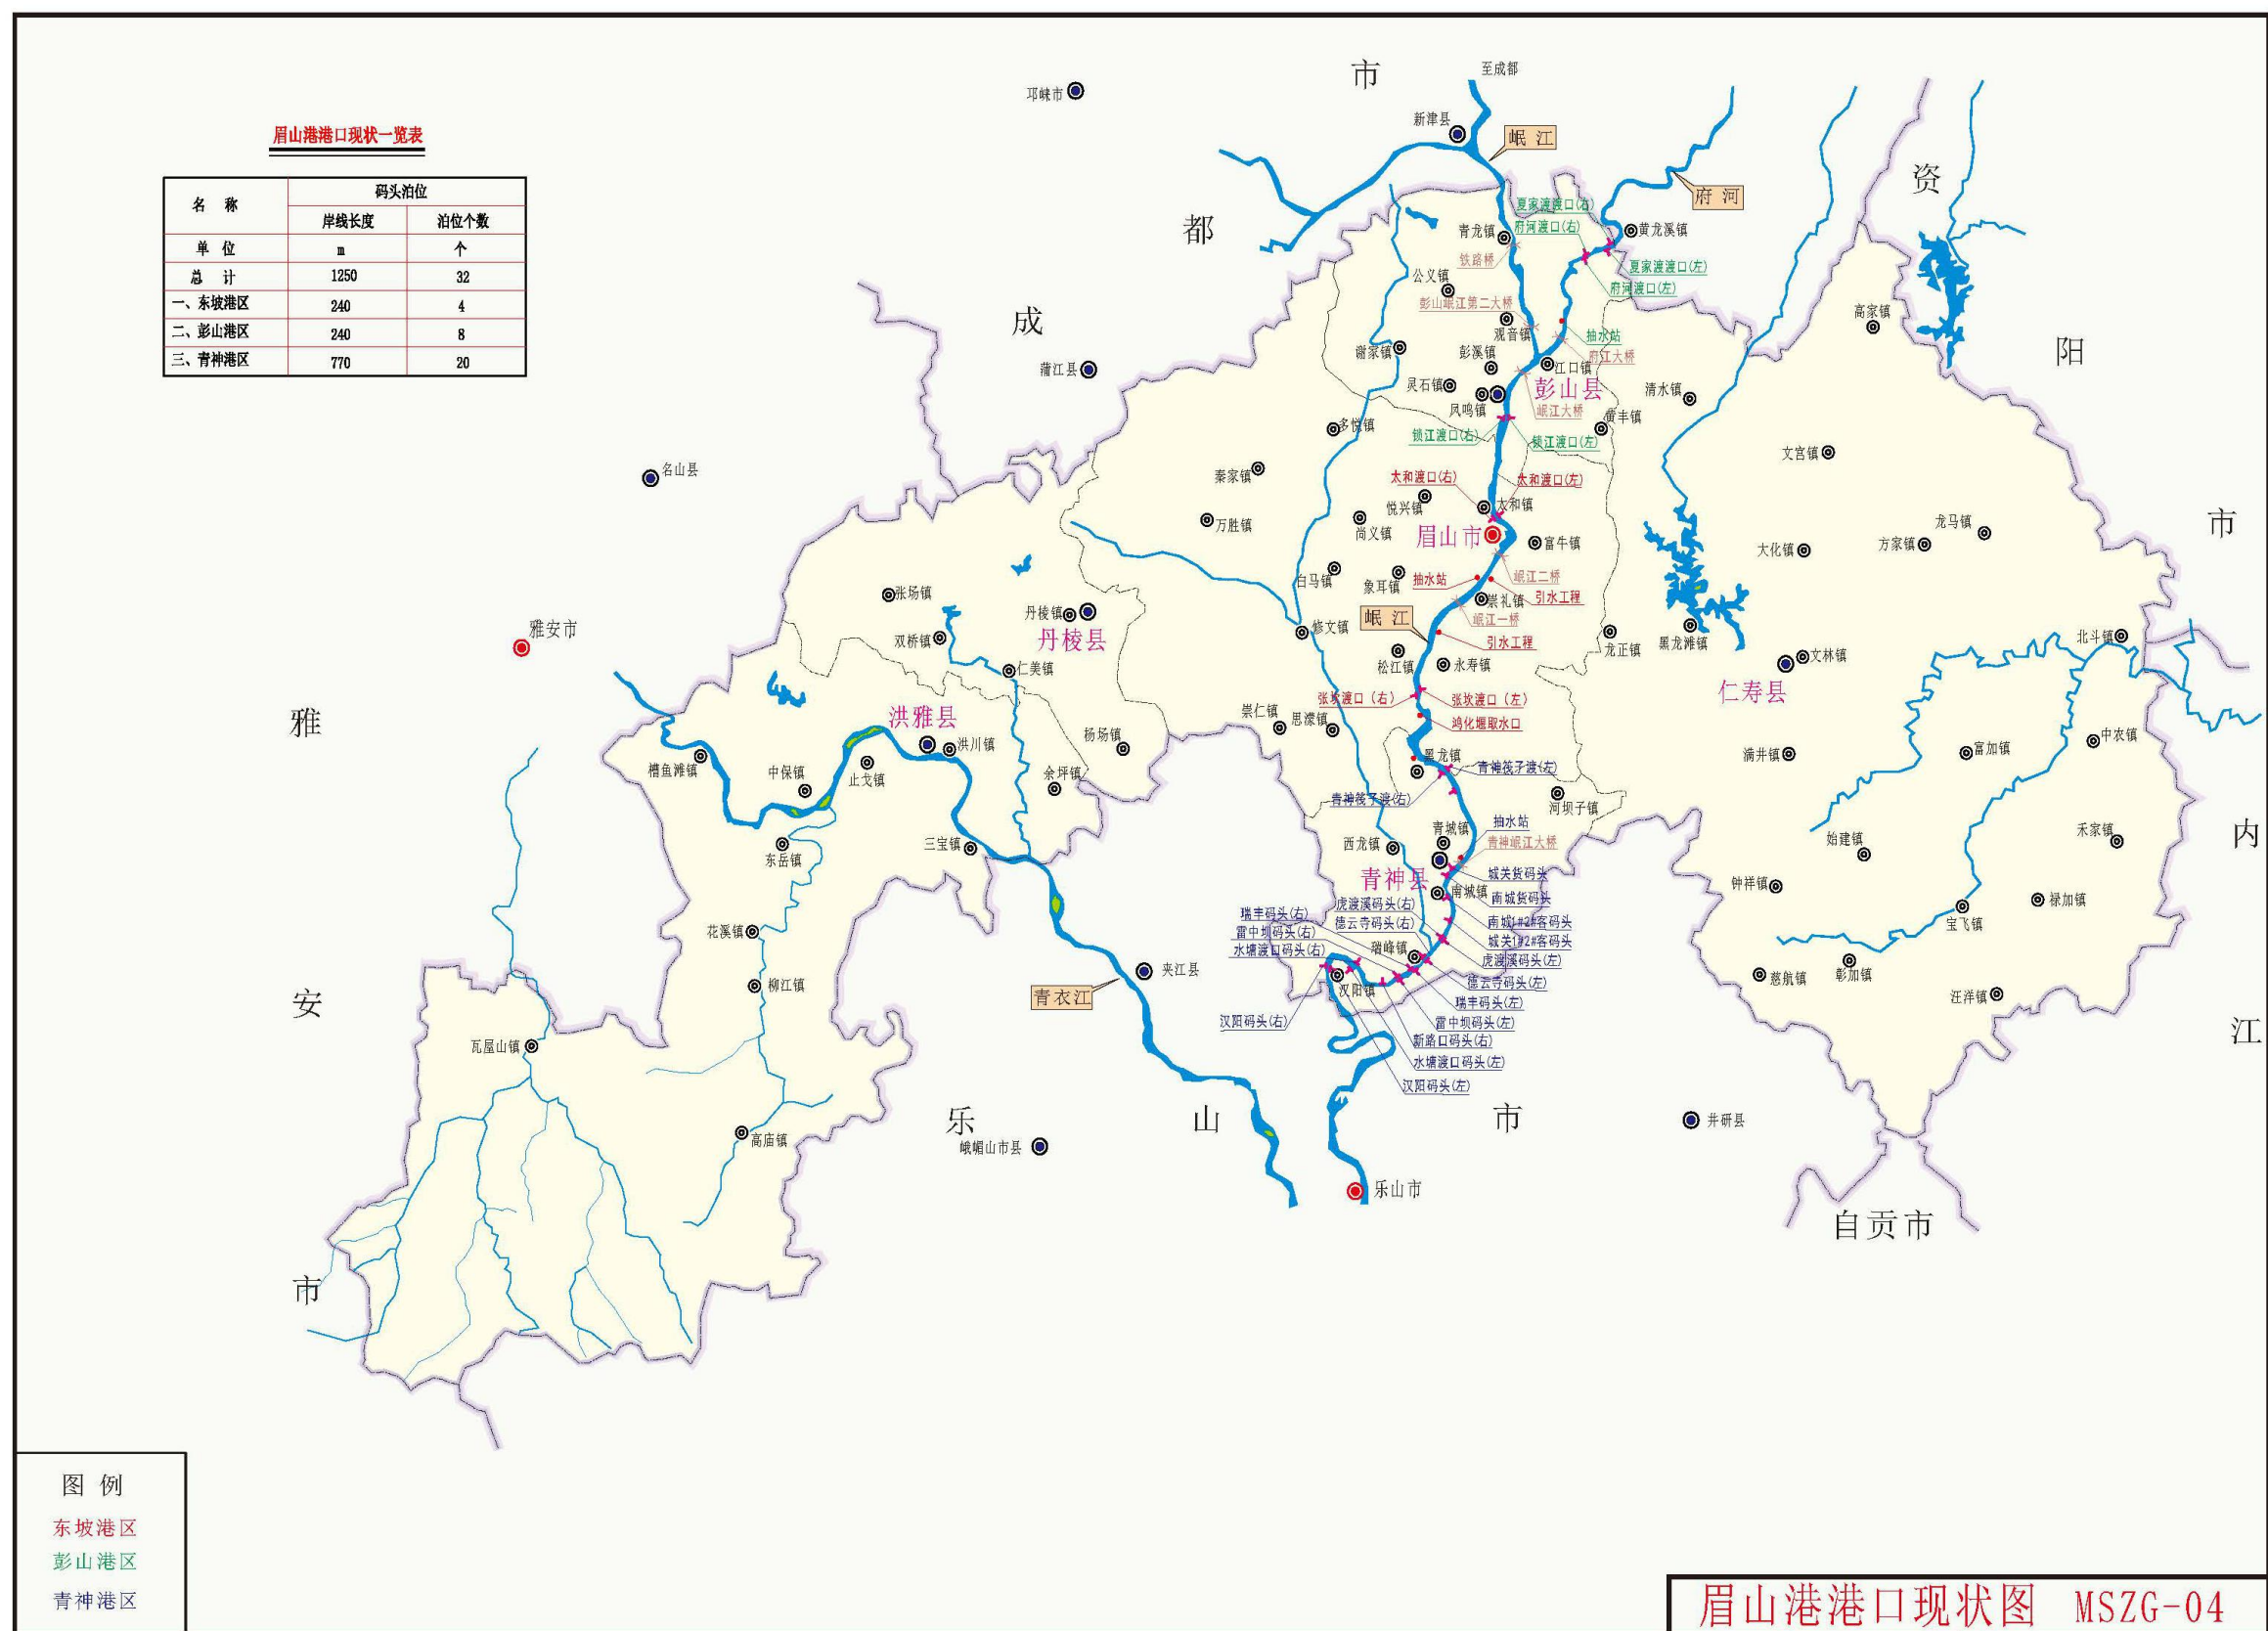 眉山港港口现状一览表
名 称 码头泊位
岸线长度 泊位个数
单 位 m 个
总 计 1250 32
一、东坡港区 240 4
二、彭山港区 240 8
三、青神港区 770 20
市
至成都
邛崃市
新津县
岷 江
资
府 河
夏家渡渡口(右)
都
府河渡口(右)
青龙镇
黄龙溪镇
铁路桥
夏家渡渡口(左)
公义镇
府河渡口(左)
彭山岷江第二大桥
高家镇
成
观音镇
抽水站
谢家镇
彭溪镇
府江大桥
阳
蒲江县
江口镇
灵石镇
彭山县
清水镇
凤鸣镇
岷江大桥
多悦镇
黄丰镇
锁江渡口(右)
锁江渡口(左)
文宫镇
名山县
秦家镇
太和渡口(右)
太和渡口(左)
悦兴镇
太和镇
万胜镇
尚义镇
龙马镇
市
眉山市
富牛镇
大化镇
方家镇
白马镇
象耳镇
抽水站
岷江二桥
张场镇
崇礼镇
引水工程
丹棱镇
岷 江
岷江一桥
雅安市
丹棱县
修文镇
双桥镇
引水工程
龙正镇
黑龙滩镇
北斗镇
仁美镇
松江镇
永寿镇
文林镇
仁寿县
张坎渡口（右）
张坎渡口（左）
雅
洪雅县
崇仁镇
思濛镇
鸿化堰取水口
洪川镇
杨场镇
中农镇
槽鱼滩镇
中保镇
止戈镇
余坪镇
黑龙镇
青神筏子渡(左)
满井镇
富加镇
青神筏子渡(右)
河坝子镇
抽水站
青城镇
禾家镇
东岳镇
三宝镇
西龙镇
青神岷江大桥
始建镇
内
青神县
城关货码头
钟祥镇
南城镇
南城货码头
禄加镇
虎渡溪码头(右)
瑞丰码头(右)
德云寺码头(右)
南城1#2#客码头
宝飞镇
花溪镇
雷中坝码头(右)
城关1#2#客码头
水塘渡口码头(右)
瑞峰镇
虎渡溪码头(左)
夹江县
慈航镇
彰加镇
柳江镇
德云寺码头(左)
汉阳镇
汪洋镇
安
青衣江
瑞丰码头(左)
汉阳码头(右)
雷中坝码头(左)
江
瓦屋山镇
新路口码头(右)
水塘渡口码头(左)
汉阳码头(左)
乐
山
市
井研县
高庙镇
峨嵋山市县
乐山市
自贡市
市
图 例
东坡港区
彭山港区
青神港区
眉山港港口现状图 MSZG-04